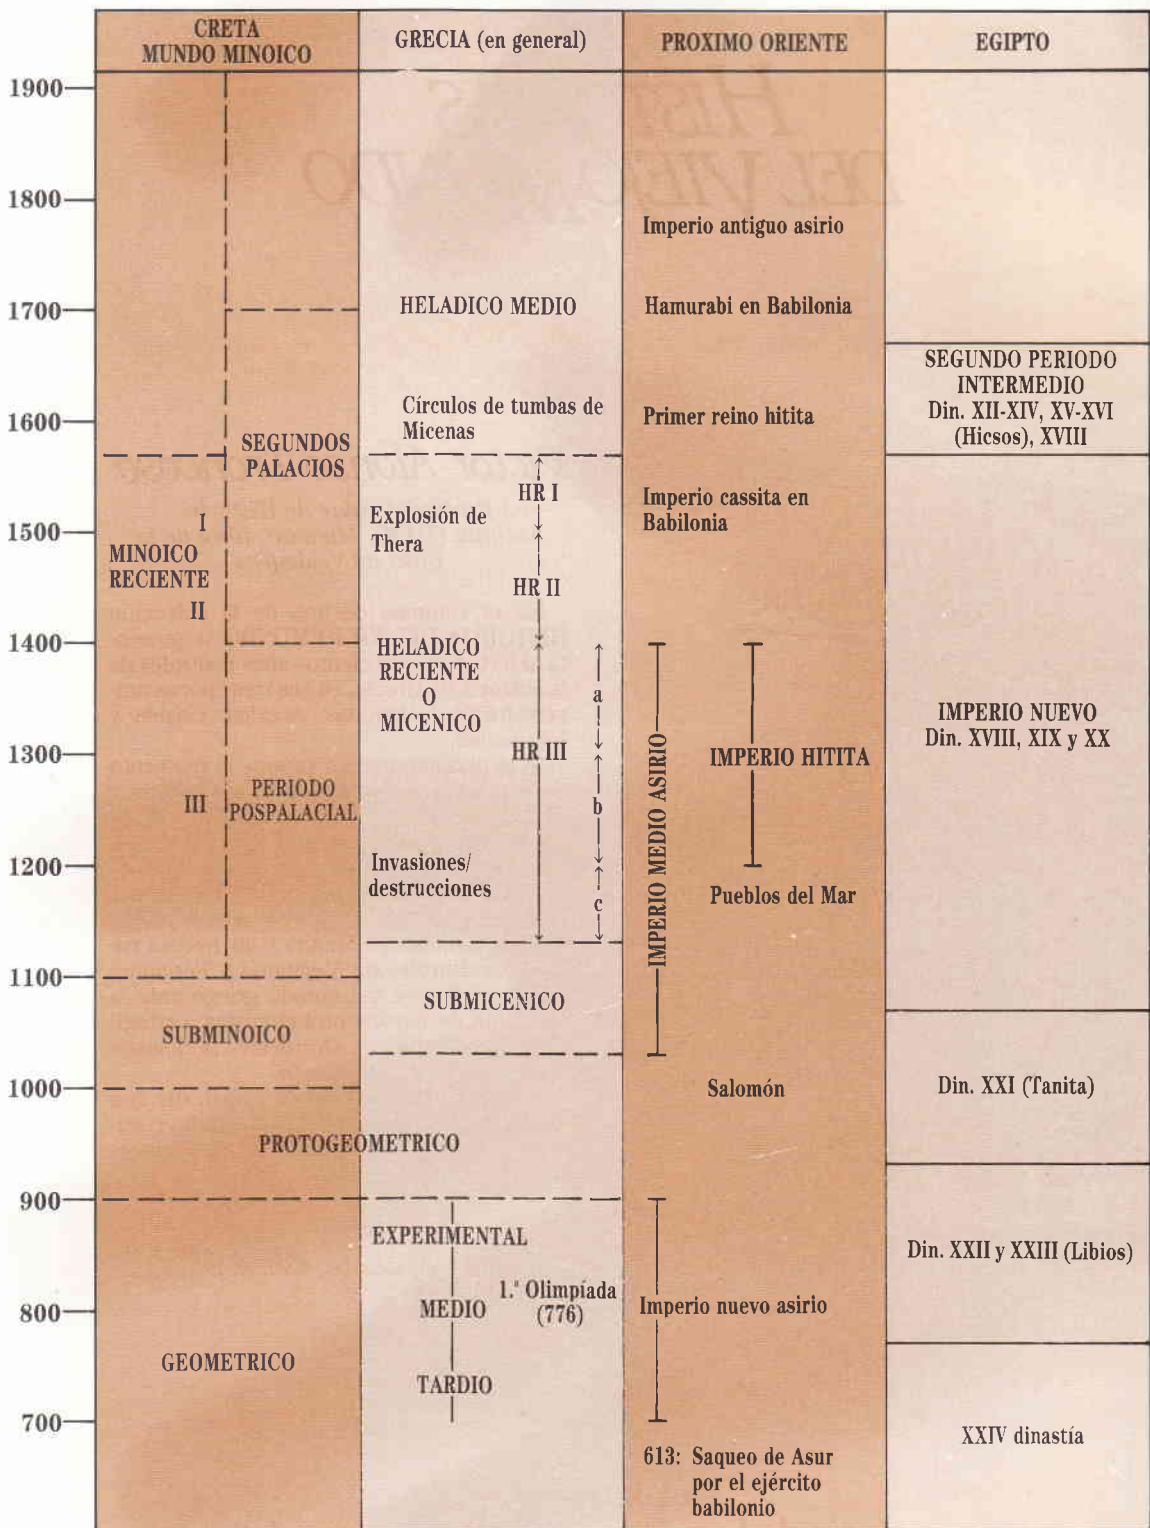 CRETA
MUNDO MINOICO
GRECIA (en general)
PROXIMO ORIENTE
EGIPTO
1900
1800
1700
1600
1500
1400
1300
1200
1100
1000
900
800
700
SEGUNDOS
PALACIOS
I
MINOICO
RECIENTE
II
III
PERIODO
POSPALACIAL
SUBMINOICO
PROTOGEOMETRICO
GEOMETRICO
HELADICO MEDIO
Círculos de tumbas de
Micenas
HR I
Explosión de
Thera
HR II
HELADICO
RECIENTE
O
MICENICO
a
HR III
b
Invasiones/
destrucciones
c
SUBMICENICO
EXPERIMENTAL
1.ª Olimpíada
(776)
MEDIO
TARDIO
Imperio antiguo asirio
Hamurabi en Babilonia
Primer reino hitita
Imperio cassita en
Babilonia
IMPERIO MEDIO ASIRIO
IMPERIO HITITA
Pueblos del Mar
Salomón
Imperio nuevo asirio
613: Saqueo de Asur
por el ejército
babilonio
SEGUNDO PERIODO
INTERMEDIO
Din. XII-XIV, XV-XVI
(Hicsos), XVIII
IMPERIO NUEVO
Din. XVIII, XIX y XX
Din. XXI (Tanita)
Din. XXII y XXIII (Libios)
XXIV dinastía